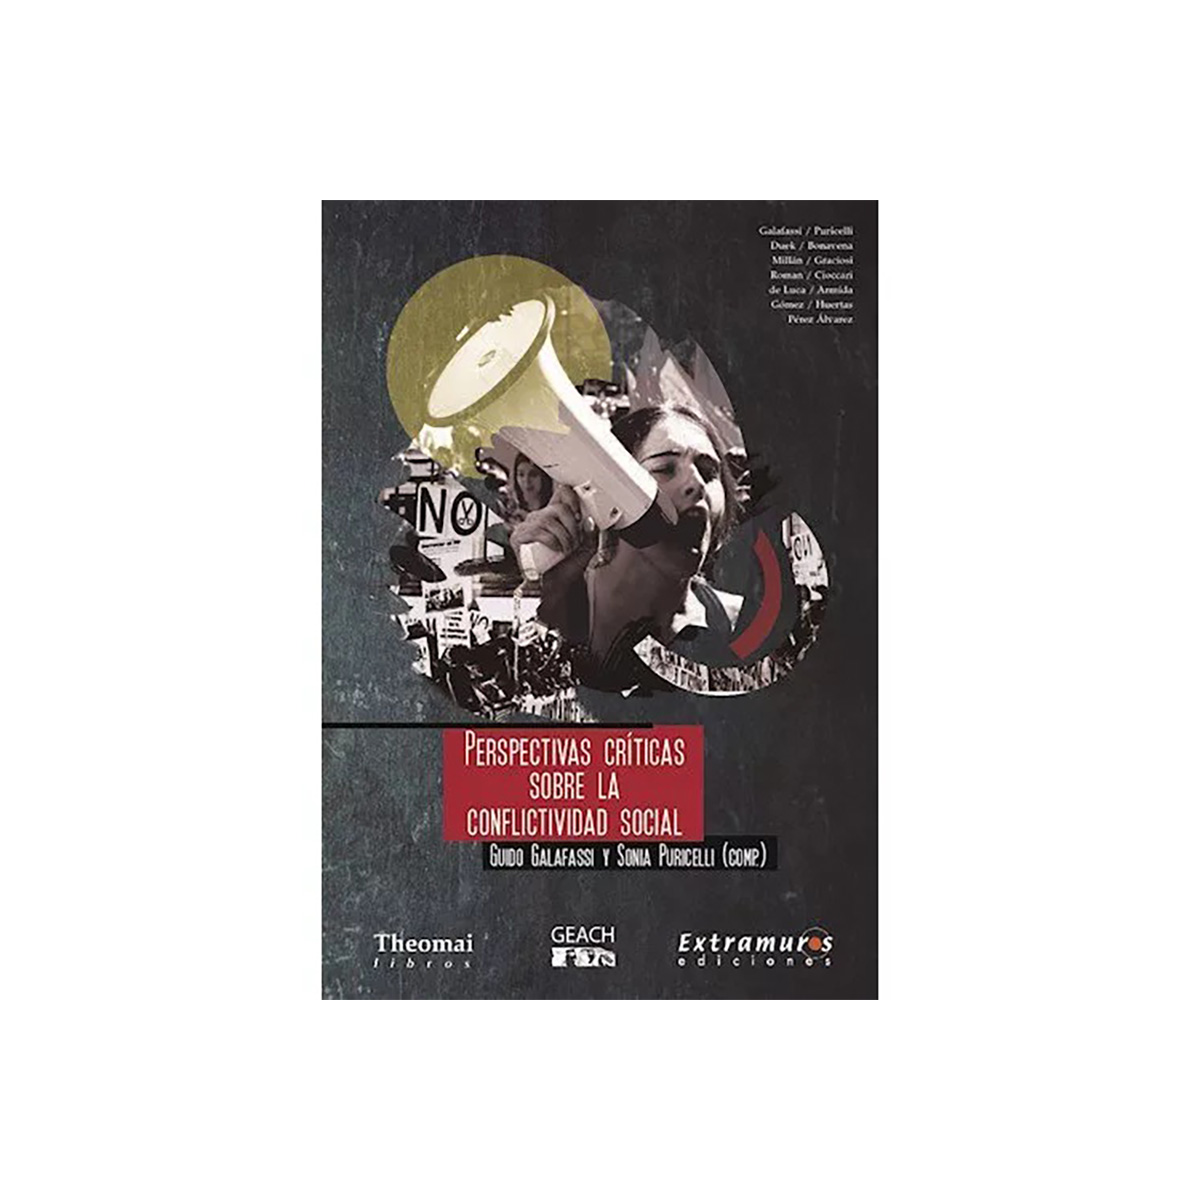 Galafassi / Puricelli
Duek / Bonavena
Millán / Graciosi
Roman / Cioccari
de Luca / Armida
Gómez / Huertas
Pérez Álvarez
NO
NO
PERSPECTIVAS CRÍTICAS
SOBRE LA
CONFLICTIVIDAD SOCIAL
GUIDO GALAFASSI Y SONIA PURICELLI (COMP.)
Theomai
libros
GEACH
Extramuros
ediciones